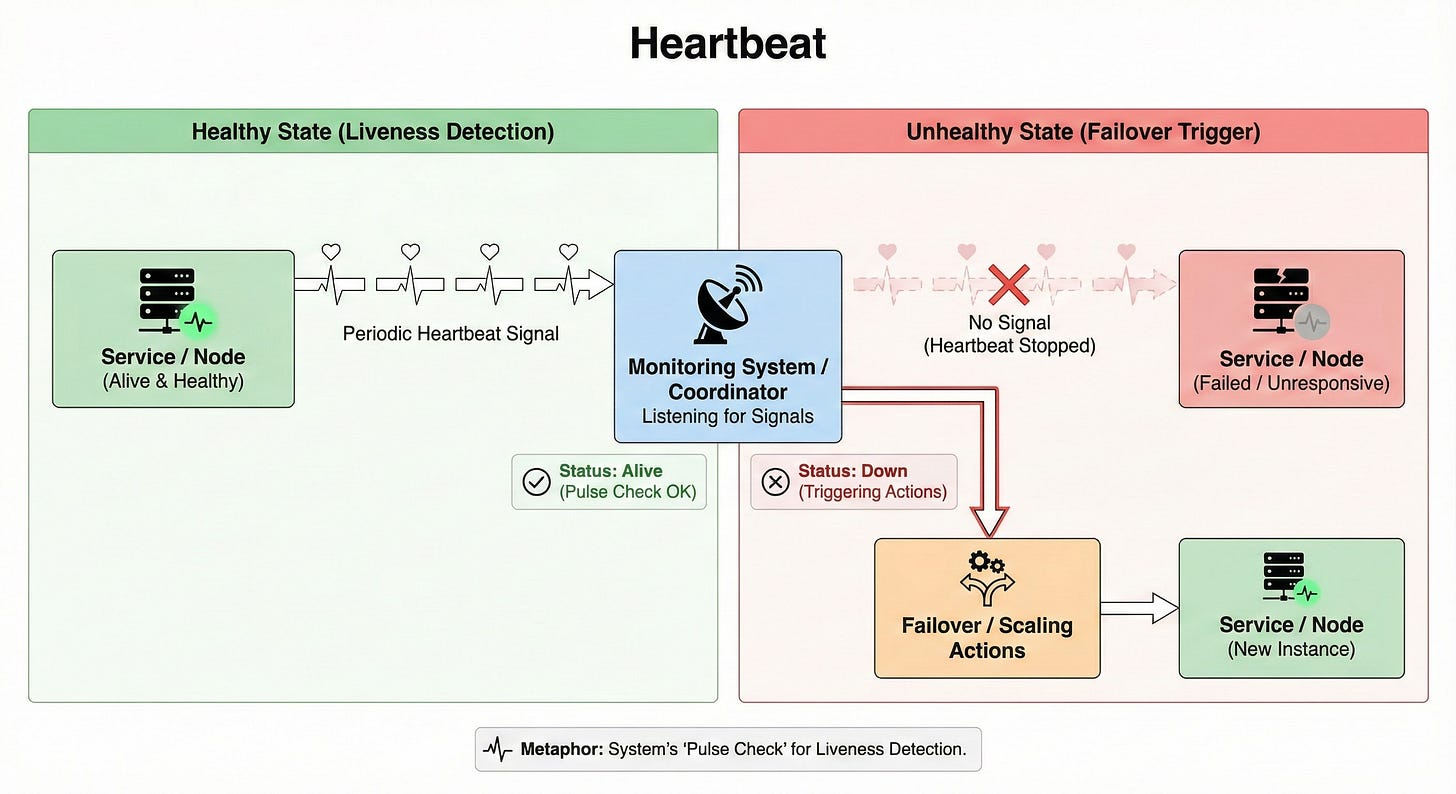 Heartbeat
Healthy State (Liveness Detection)
Service / Node
(Alive & Healthy)
Periodic Heartbeat Signal
Monitoring System /
Coordinator
Listening for Signals
Status: Alive
(Pulse Check OK)
Unhealthy State (Failover Trigger)
No Signal
(Heartbeat Stopped)
Service / Node
(Failed / Unresponsive)
Status: Down
(Triggering Actions)
Failover / Scaling
Actions
Service / Node
(New Instance)
Metaphor: System's 'Pulse Check' for Liveness Detection.